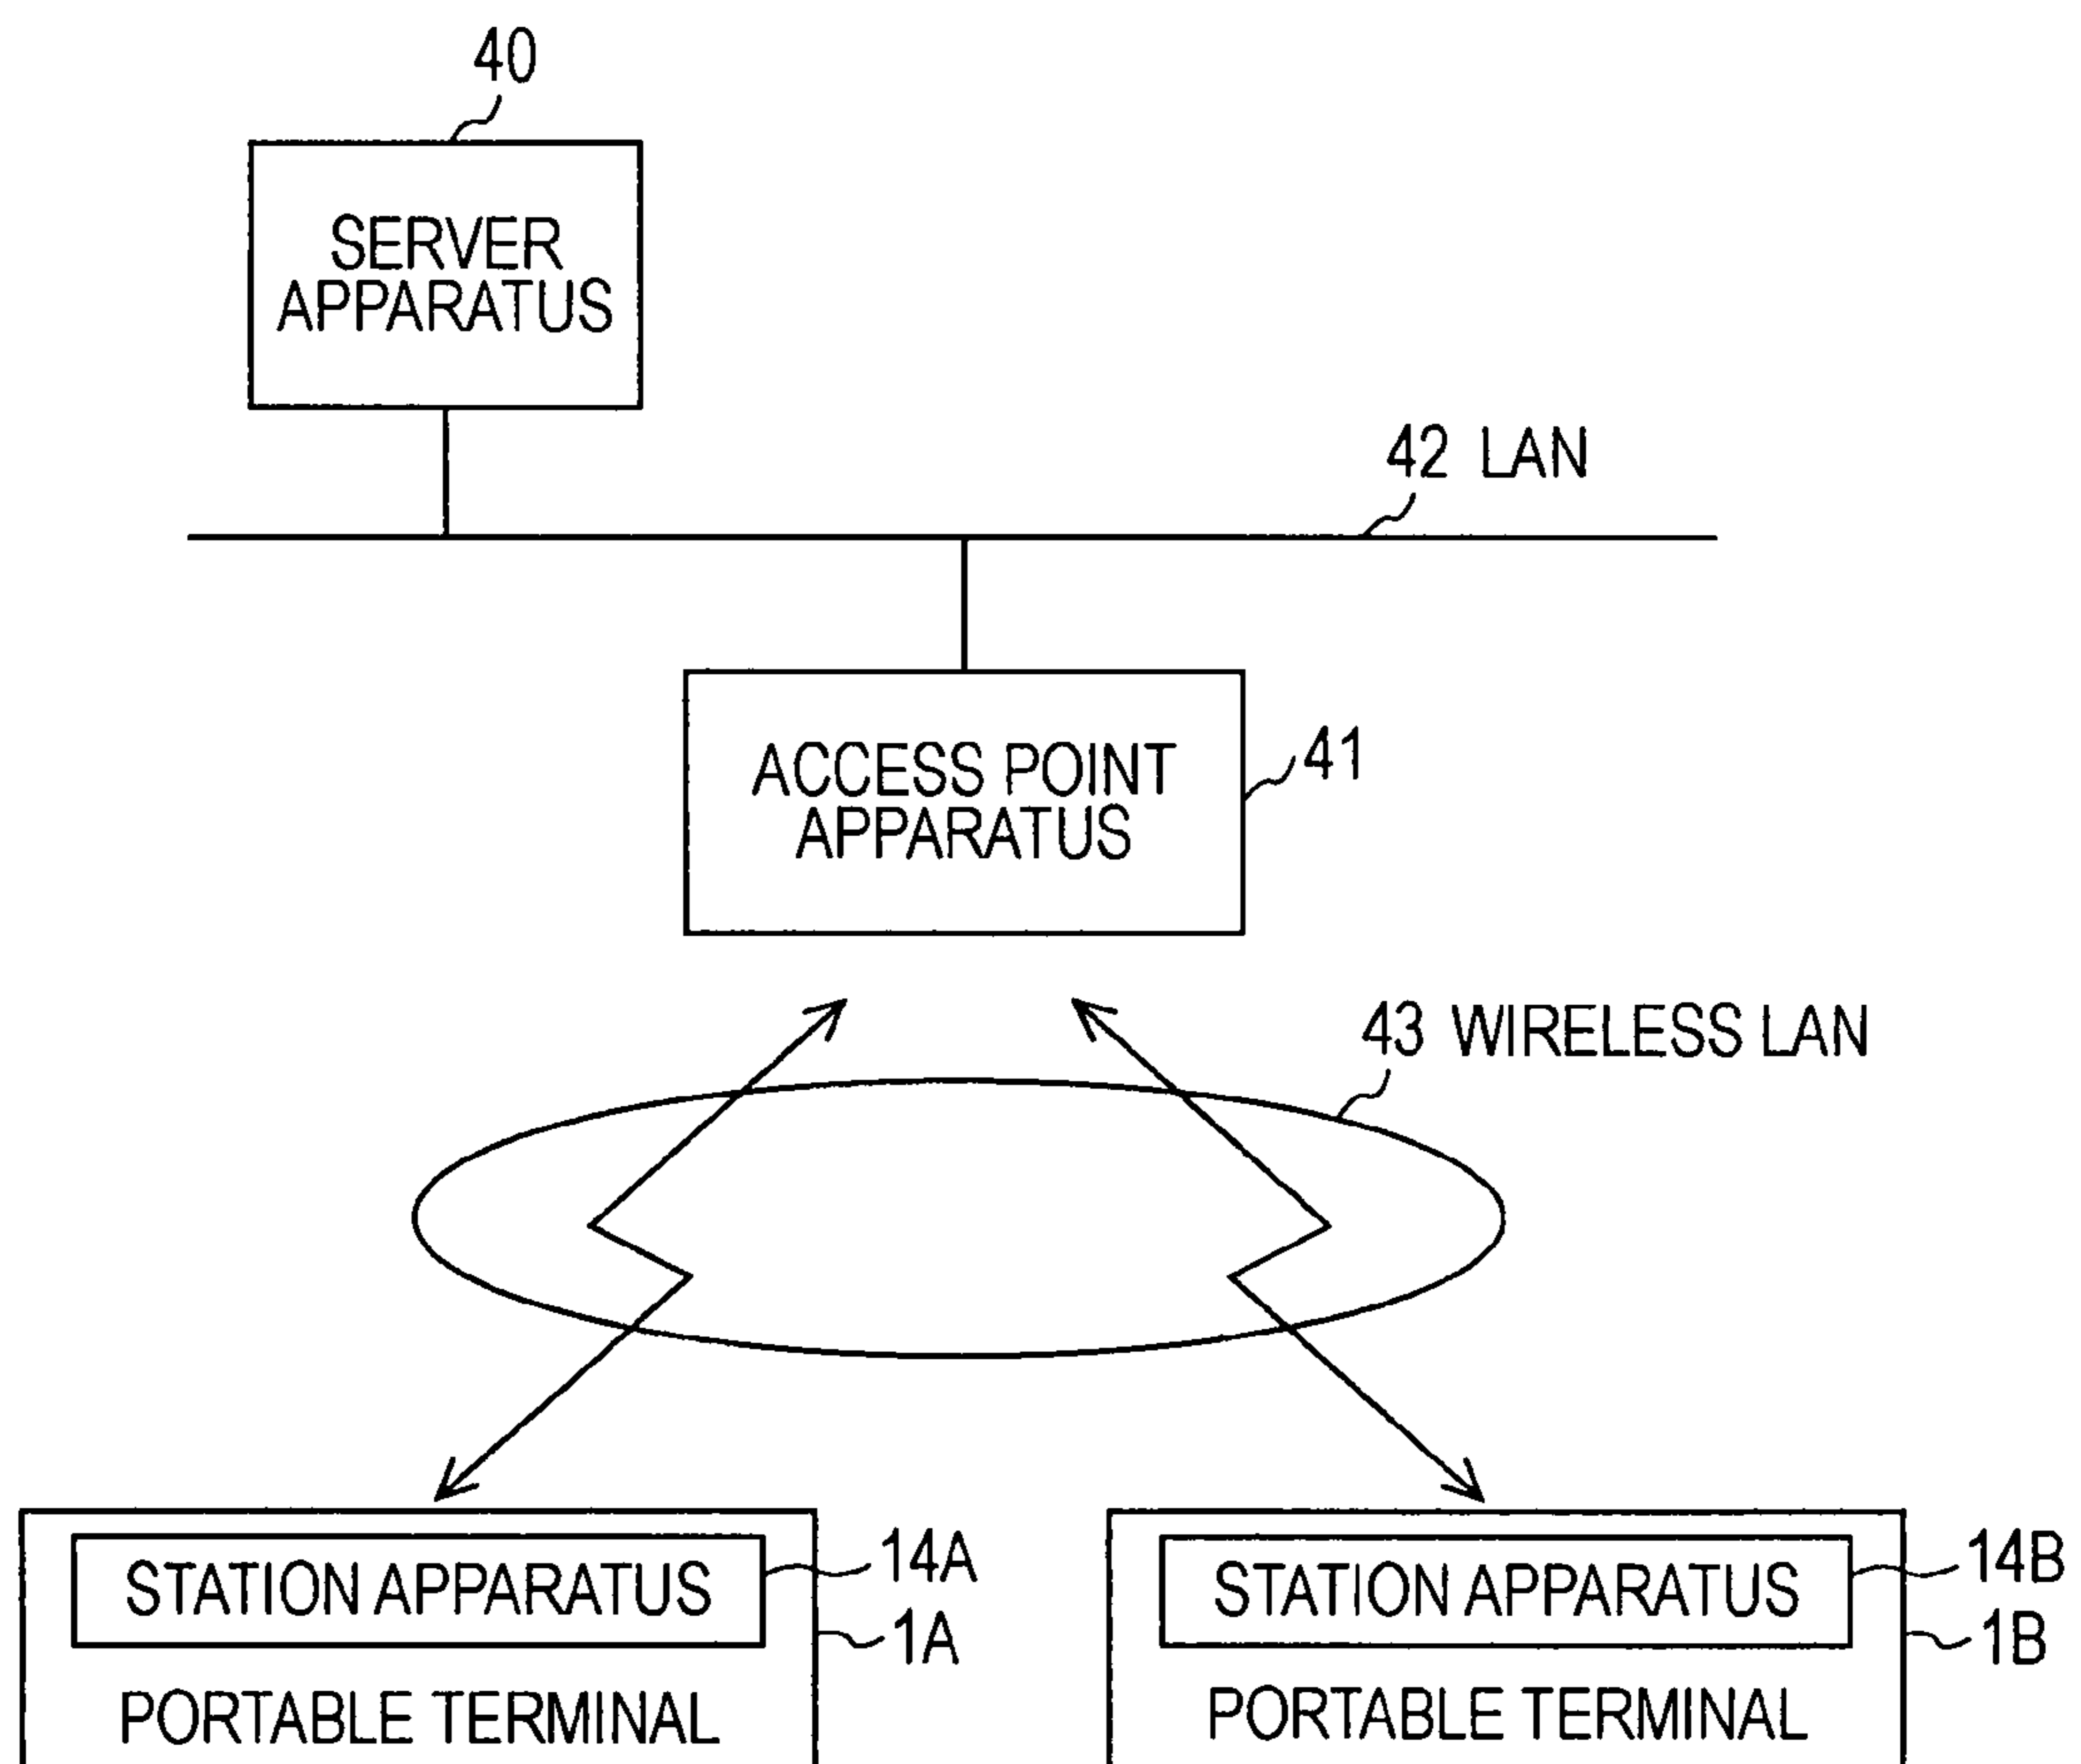 40
SERVER
APPARATUS
42 LAN
ACCESS POINT
APPARATUS
41
43 WIRELESS LAN
STATION APPARATUS
14A
1A
PORTABLE TERMINAL
STATION APPARATUS
14B
1B
PORTABLE TERMINAL